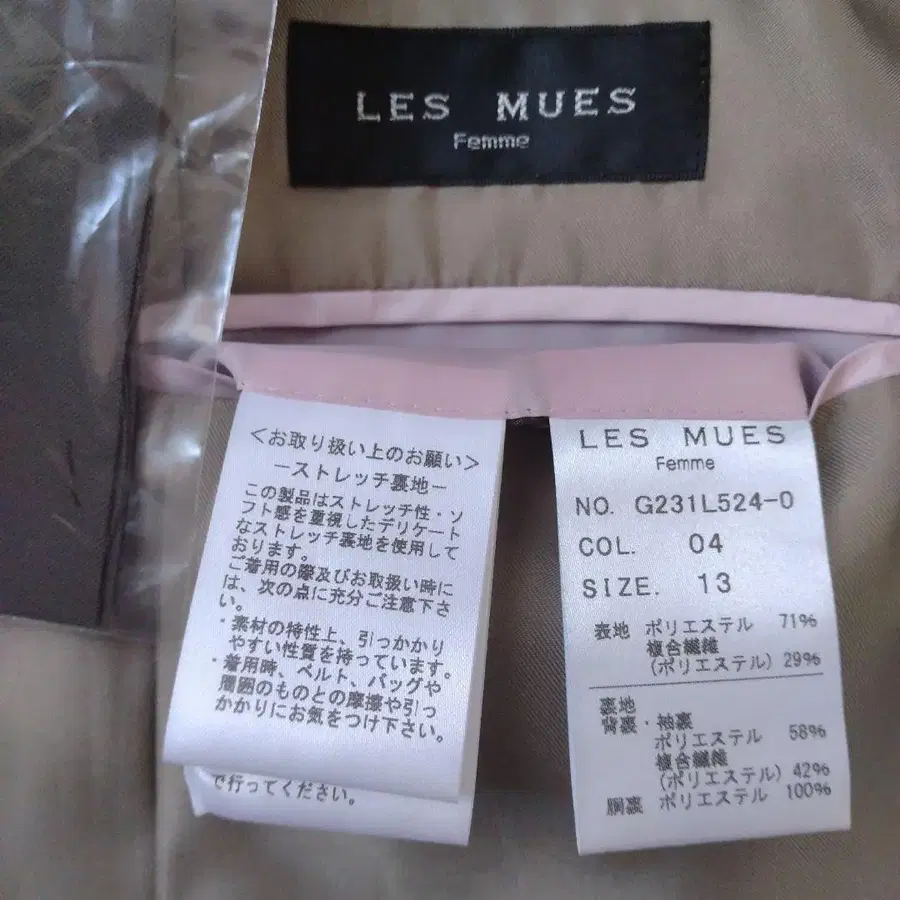 LES MUES
Femme
<お取り扱い上のお願い>
ーストレッチ裏地ー
この製品はストレッチ性・ソ
フト感を重視したデリケート
なストレッチ裏地を使用して
おります。
ご着用の際及びお取扱い時に
は、次の点に充分ご注意下さ
い。
・素材の特性上、引っかかり
やすい性質を持っています。
・着用時、ベルト、バッグや
周囲のものとの摩擦や引っ
かかりにお気をつけ下さい。
で行ってください。
LES MUES
Femme
NO. G231L524-0
COL. 04
SIZE. 13
表地 ポリエステル 71%
複合繊維
(ポリエステル) 29%
裏地
背裏・袖裏
ポリエステル 58%
複合繊維
(ポリエステル) 42%
胴裏 ポリエステル 100%